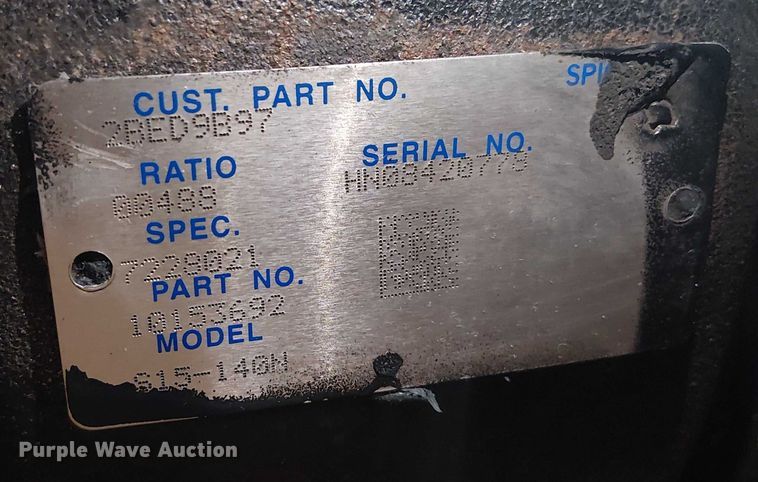 CUST. PART NO.
2BED9B97
SPI
RATIO
00488
SERIAL NO.
HM08420778
SPEC.
7229021
PART NO.
10153692
MODEL
S15-140N
Purple Wave Auction